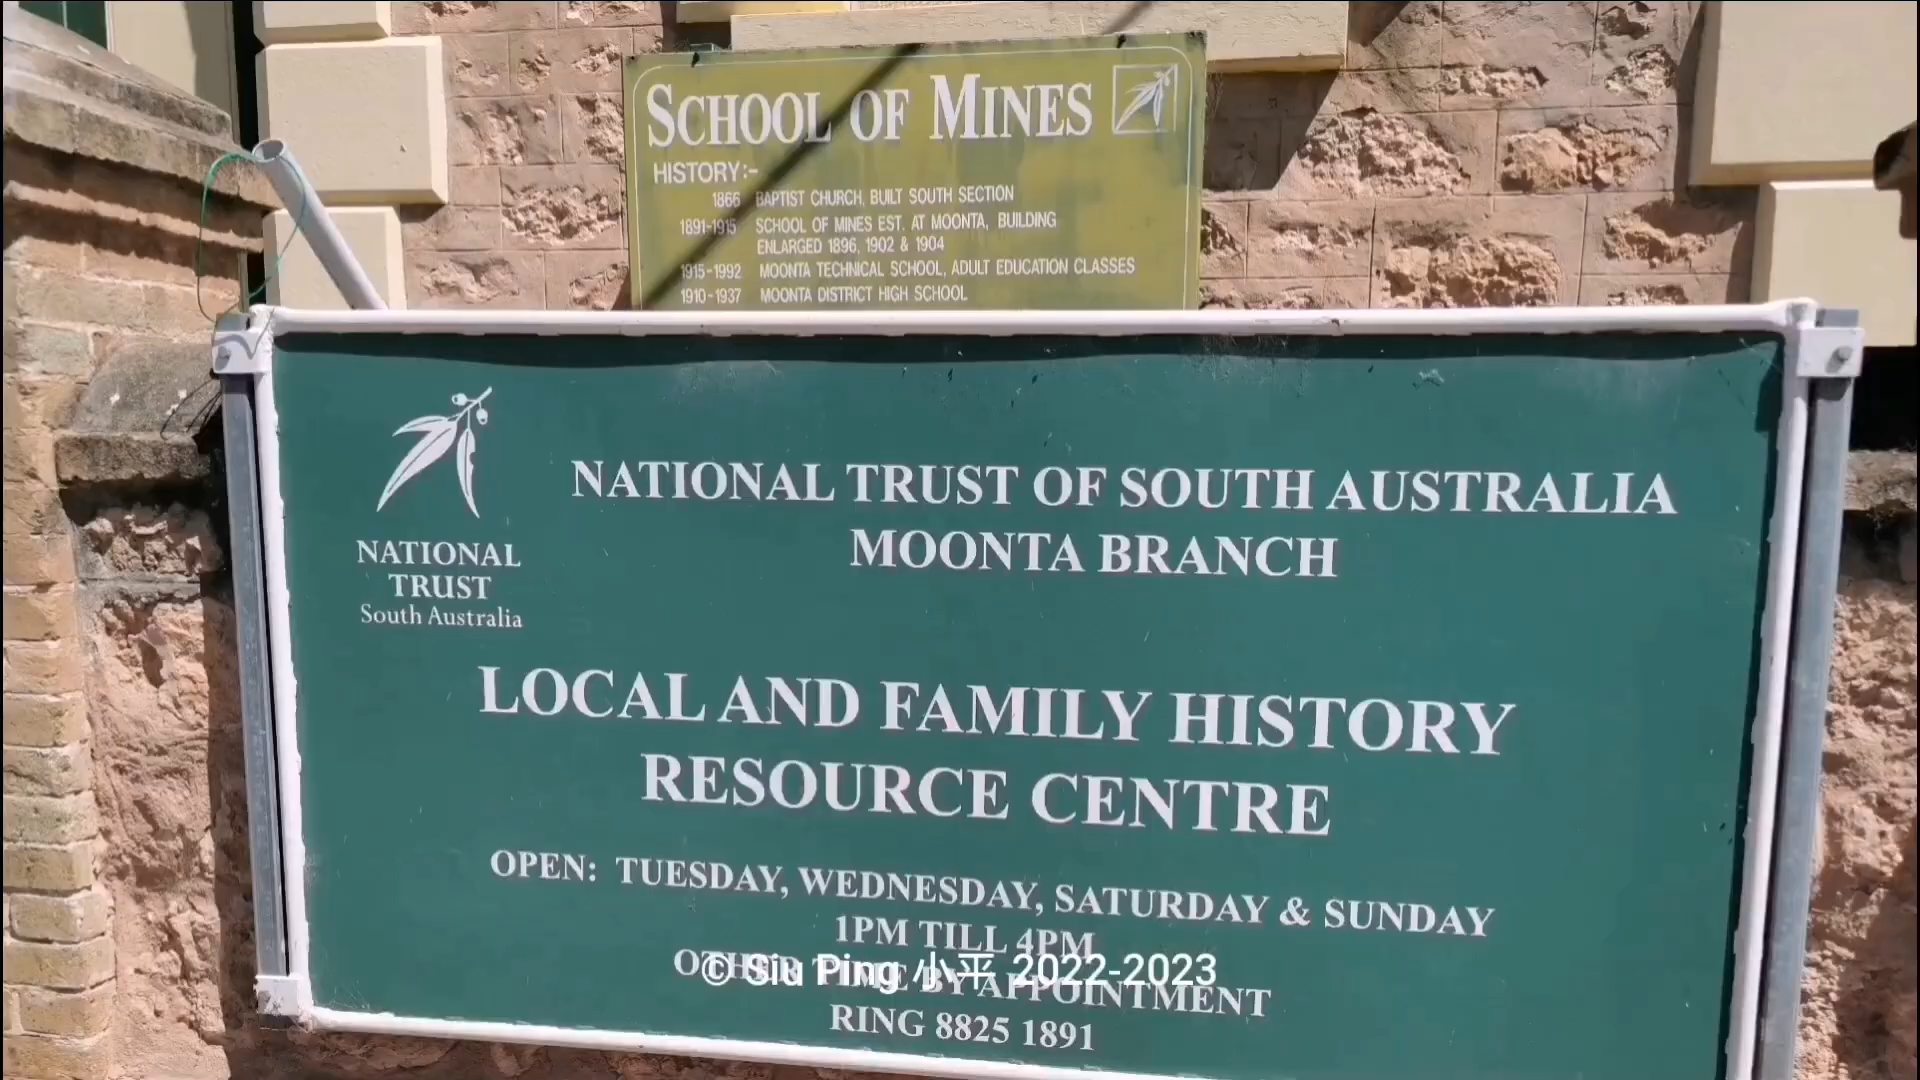 SCHOOL OF MINES
HISTORY:-
1866 BAPTIST CHURCH, BUILT SOUTH SECTION
1891-1915 SCHOOL OF MINES EST. AT MOONTA, BUILDING
ENLARGED 1896, 1902 & 1904
1915-1992 MOONTA TECHNICAL SCHOOL, ADULT EDUCATION CLASSES
1910-1937 MOONTA DISTRICT HIGH SCHOOL
NATIONAL
TRUST
South Australia
NATIONAL TRUST OF SOUTH AUSTRALIA
MOONTA BRANCH
LOCAL AND FAMILY HISTORY
RESOURCE CENTRE
OPEN: TUESDAY, WEDNESDAY, SATURDAY & SUNDAY
1PM TILL 4PM
OTHER TIME BY APPOINTMENT
RING 8825 1891
© Siu Ping 小平 2022-2023